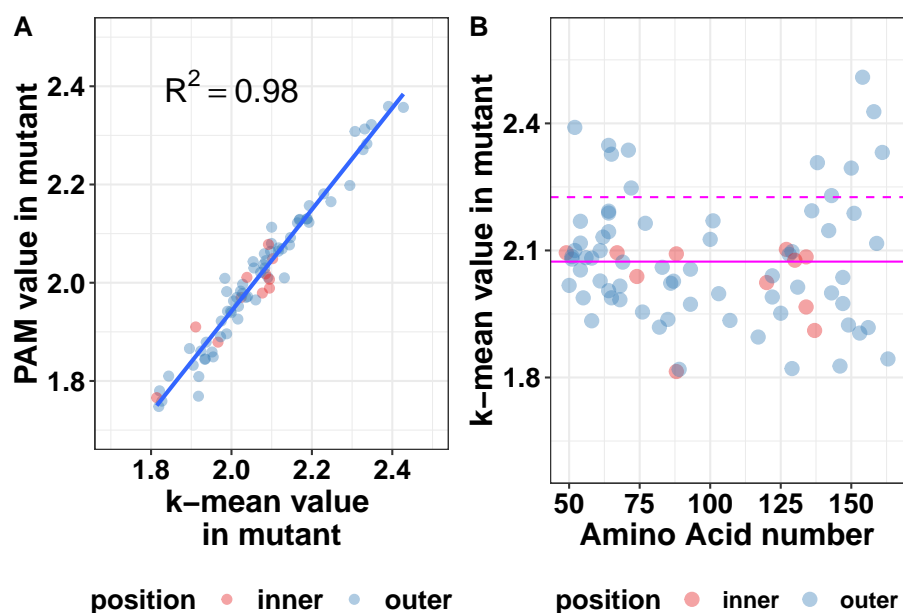 A
PAM value in mutant
2.4
2.2
2.0
1.8
R² = 0.98
1.8 2.0 2.2 2.4
k−mean value
in mutant
position inner outer
B
k−mean value in mutant
2.4
2.1
1.8
50 75 100 125 150
Amino Acid number
position inner outer